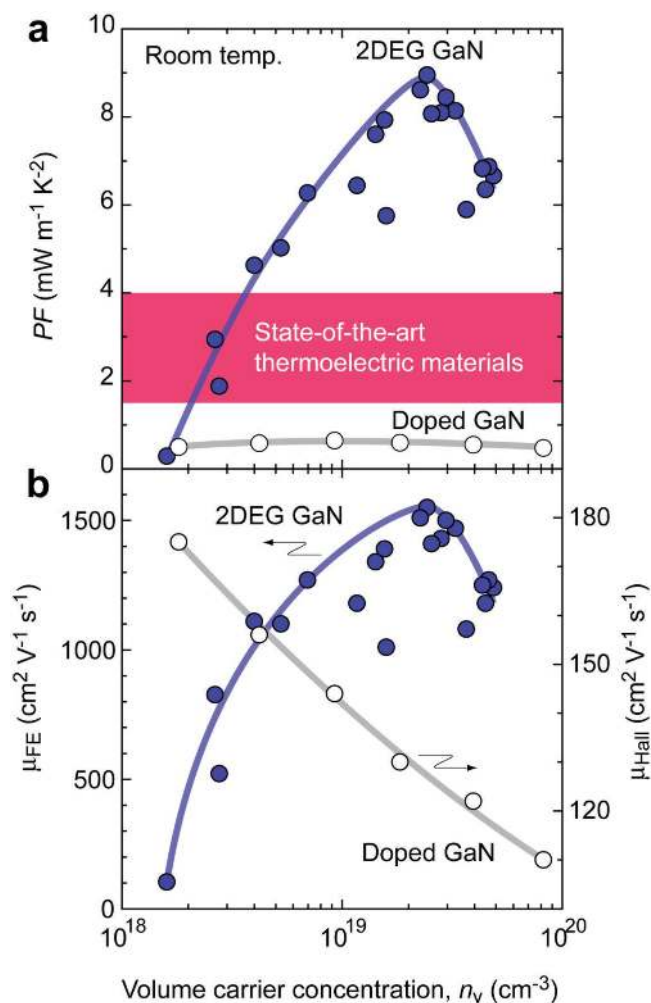 a
10
8
6
4
2
0
PF (mW m⁻¹ K⁻²)
Room temp.
2DEG GaN
State-of-the-art
thermoelectric materials
Doped GaN
b
1500
1000
500
0
μFE (cm² V⁻¹ s⁻¹)
2DEG GaN
Doped GaN
180
150
120
μHall (cm² V⁻¹ s⁻¹)
10¹⁸
10¹⁹
10²⁰
Volume carrier concentration, nᵥ (cm⁻³)